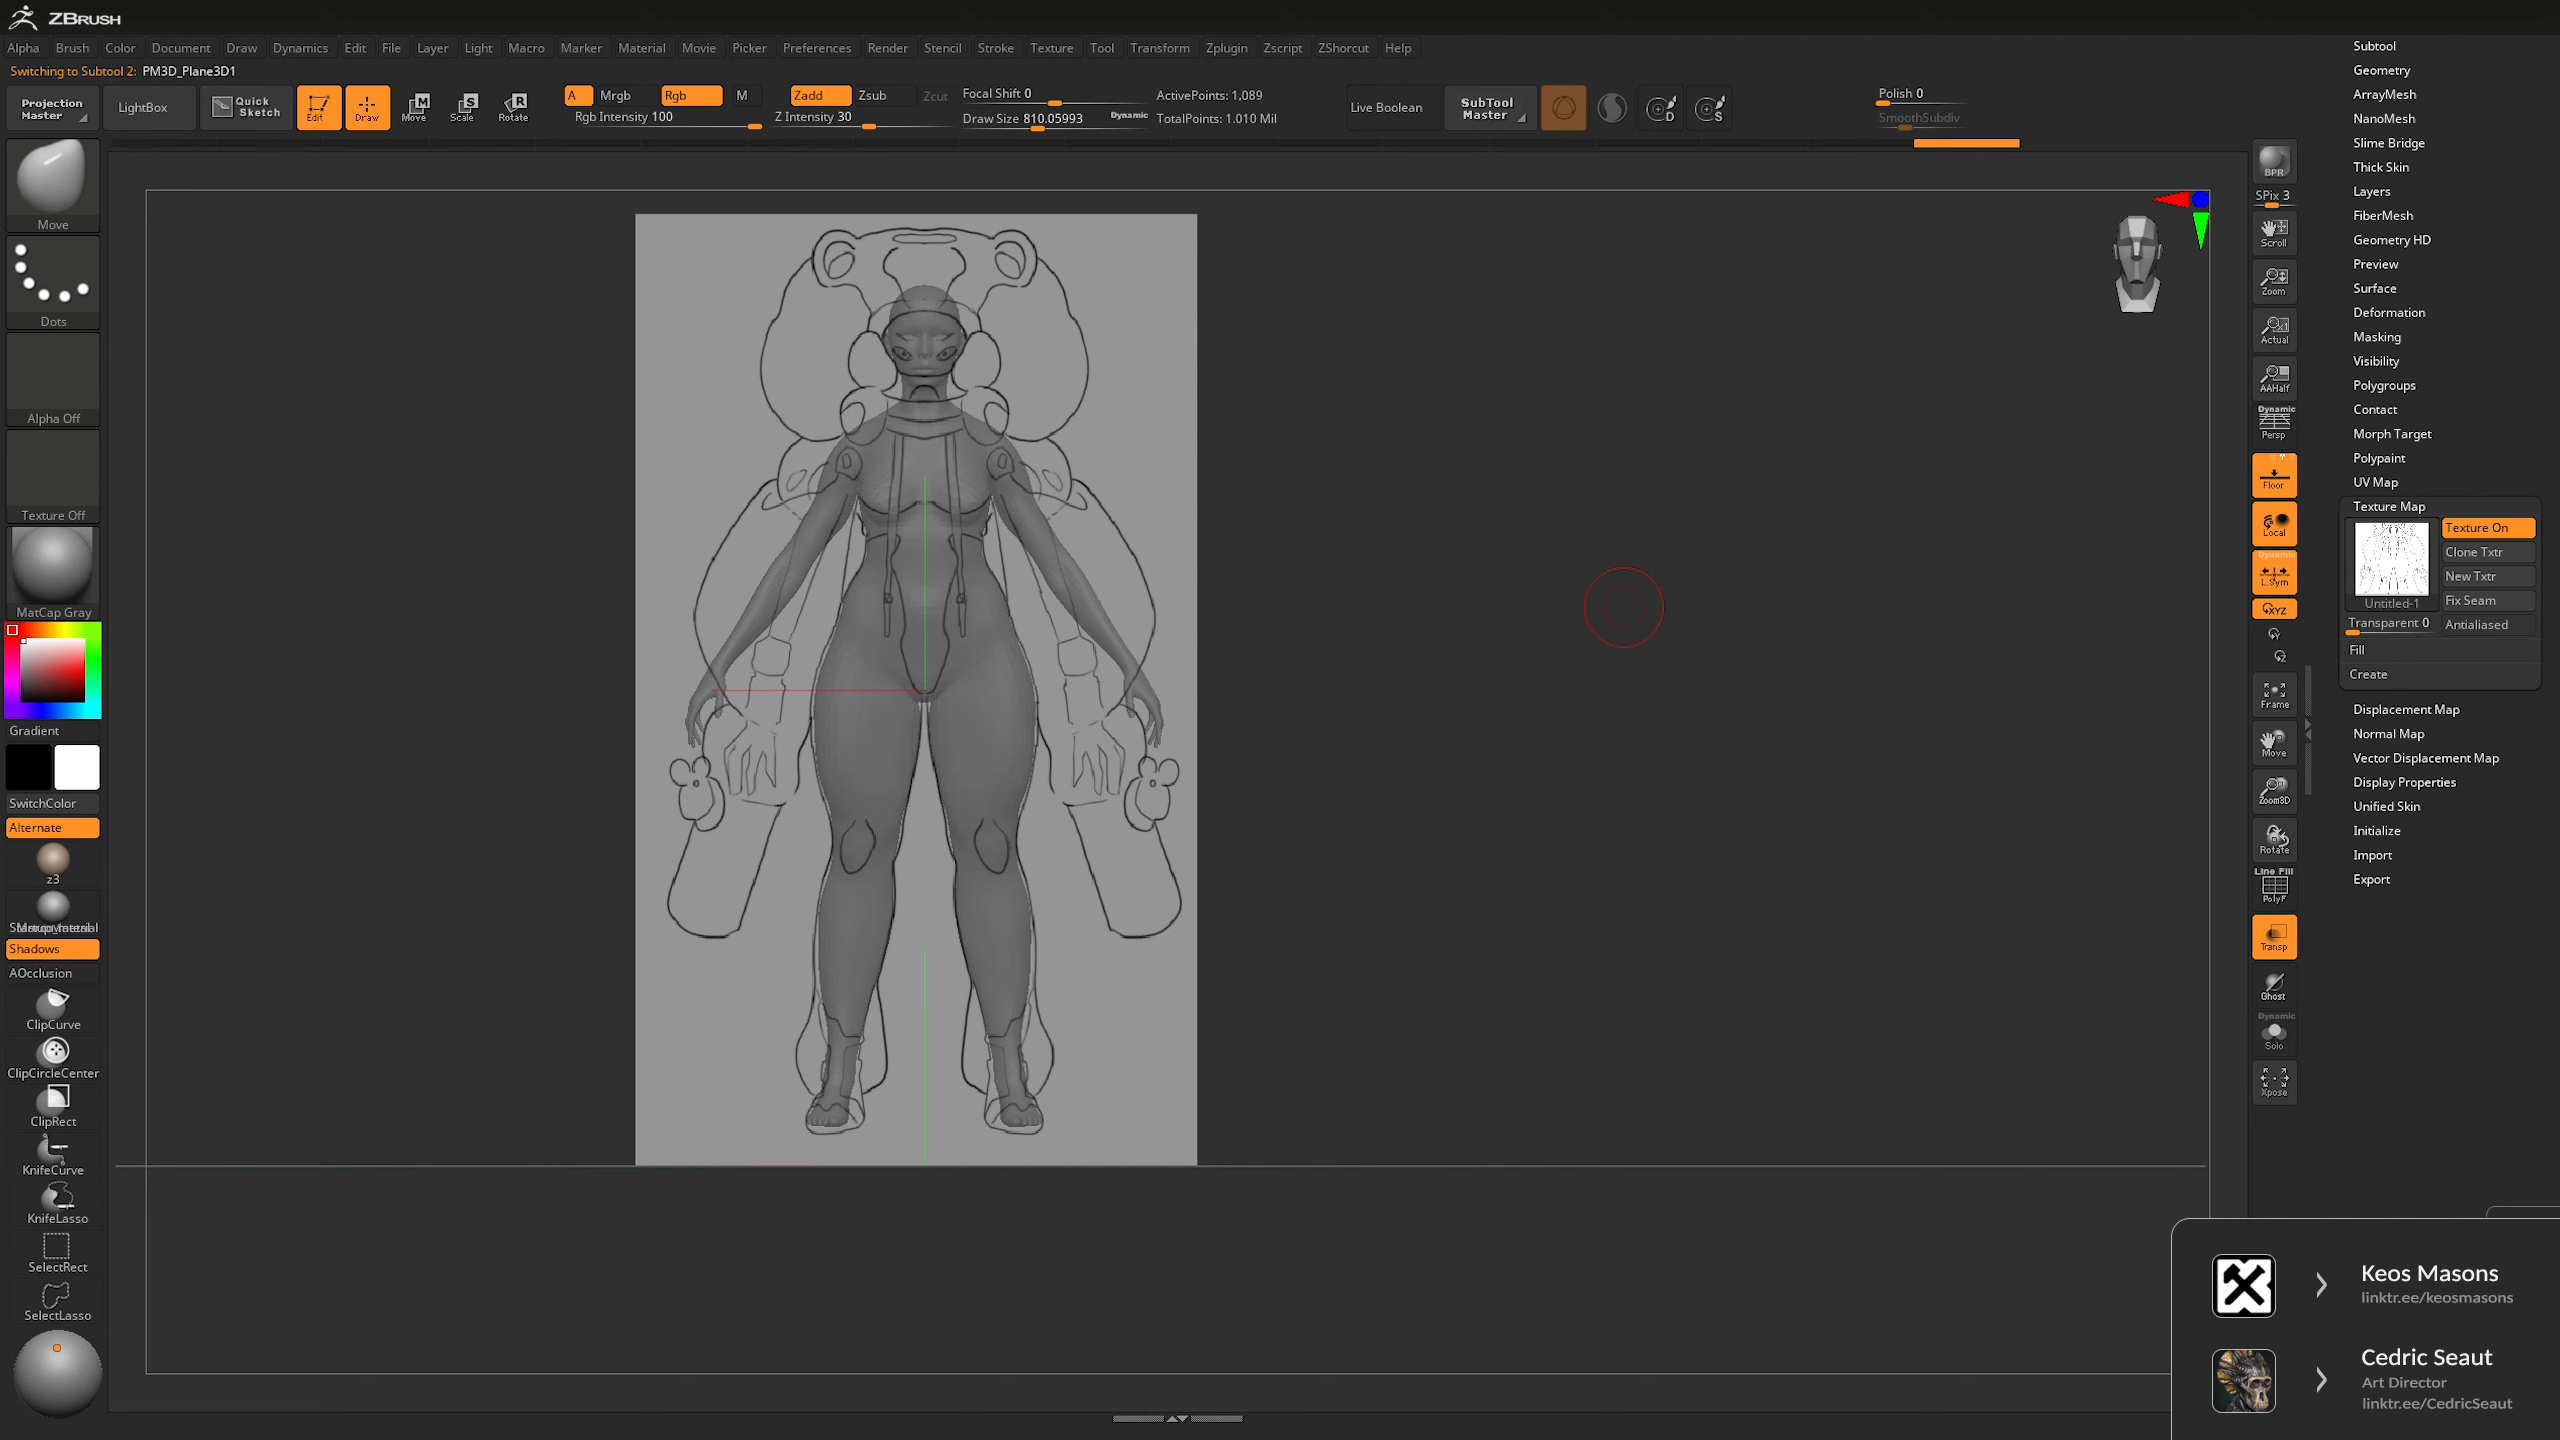 ZBRUSH
Alpha Brush Color Document Draw Dynamics Edit File Layer Light Macro Marker Material Movie Picker Preferences Render Stencil Stroke Texture Tool Transform Zplugin Zscript ZShorcut Help
Switching to Subtool 2: PM3D_Plane3D1
Projection Master
LightBox
Quick Sketch
Edit
Draw
Move
Scale
Rotate
A Mrgb Rgb M
Rgb Intensity 100
Zadd Zsub Zcut
Z Intensity 30
Focal Shift 0
Draw Size 810.05993
Dynamic
ActivePoints: 1,089
TotalPoints: 1.010 Mil
Live Boolean
SubTool Master
D
S
Polish 0
SmoothSubdiv
Move
Dots
Alpha Off
Texture Off
MatCap Gray
Gradient
SwitchColor
Alternate
z3
Shadows
AOcclusion
ClipCurve
ClipCircleCenter
ClipRect
KnifeCurve
KnifeLasso
SelectRect
SelectLasso
BPR
SPix 3
Scroll
Zoom
Actual
AAHalf
Dynamic
Persp
Floor
Local
Dynamic
L.Sym
XYZ
Y
Z
Frame
Move
Zoom3D
Rotate
Line Fill
PolyF
Transp
Ghost
Dynamic
Solo
Xpose
Subtool
Geometry
ArrayMesh
NanoMesh
Slime Bridge
Thick Skin
Layers
FiberMesh
Geometry HD
Preview
Surface
Deformation
Masking
Visibility
Polygroups
Contact
Morph Target
Polypaint
UV Map
Texture Map
Texture On
Clone Txtr
New Txtr
Untitled-1
Fix Seam
Transparent 0
Antialiased
Fill
Create
Displacement Map
Normal Map
Vector Displacement Map
Display Properties
Unified Skin
Initialize
Import
Export
Keos Masons
linktr.ee/keosmasons
Cedric Seaut
Art Director
linktr.ee/CedricSeaut